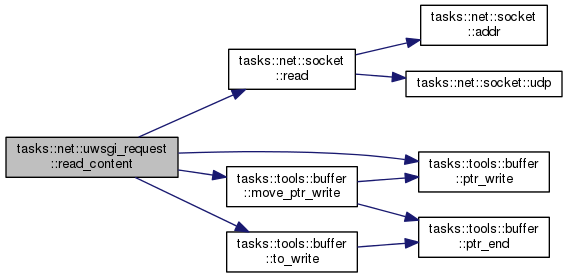 tasks::net::uwsgi_request
::read_content
tasks::net::socket
::read
tasks::net::socket
::addr
tasks::net::socket::udp
tasks::tools::buffer
::move_ptr_write
tasks::tools::buffer
::ptr_write
tasks::tools::buffer
::to_write
tasks::tools::buffer
::ptr_end